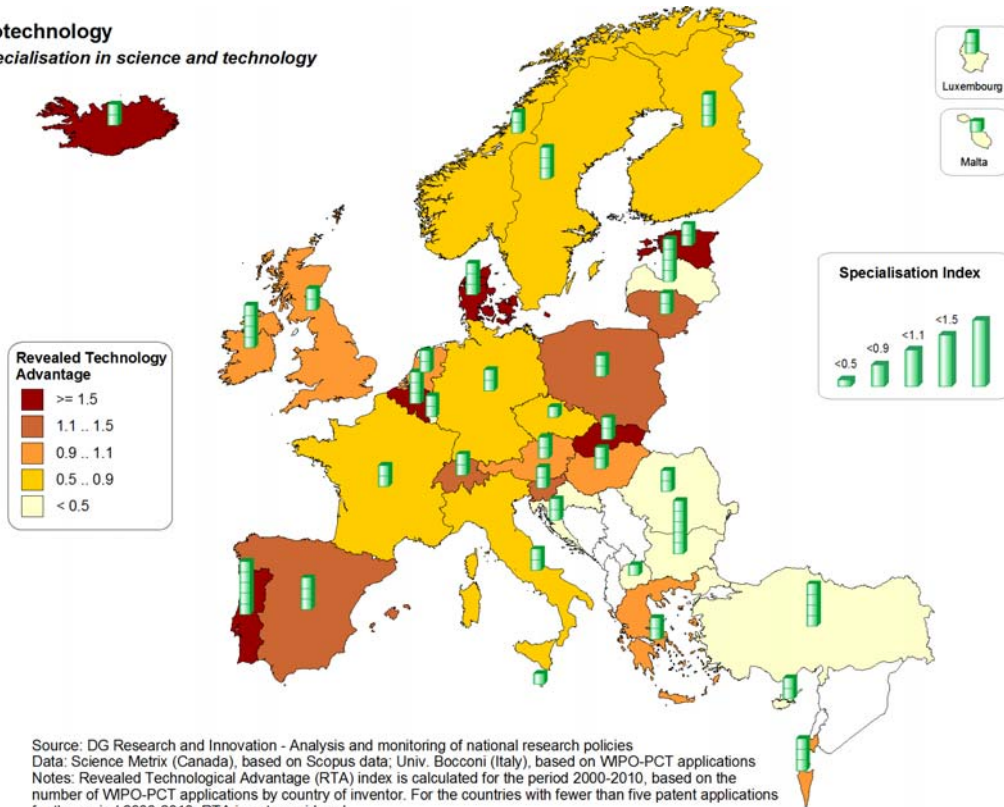 otechnology
ecialisation in science and technology
Luxembourg
Malta
Specialisation Index
<0.5
<0.9
<1.1
<1.5
Revealed Technology
Advantage
>= 1.5
1.1 .. 1.5
0.9 .. 1.1
0.5 .. 0.9
< 0.5
Source: DG Research and Innovation - Analysis and monitoring of national research policies
Data: Science Metrix (Canada), based on Scopus data; Univ. Bocconi (Italy), based on WIPO-PCT applications
Notes: Revealed Technological Advantage (RTA) index is calculated for the period 2000-2010, based on the
number of WIPO-PCT applications by country of inventor. For the countries with fewer than five patent applications